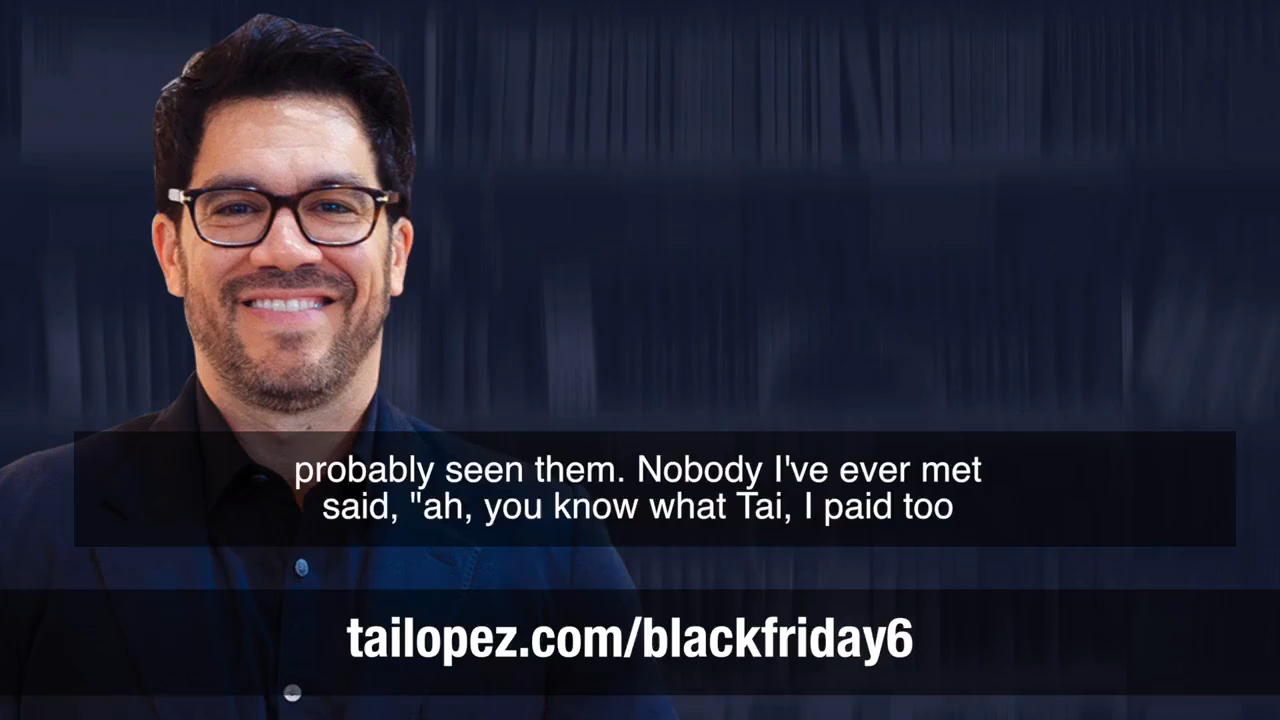 probably seen them. Nobody I've ever met
said, "ah, you know what Tai, I paid too
tailopez.com/blackfriday6